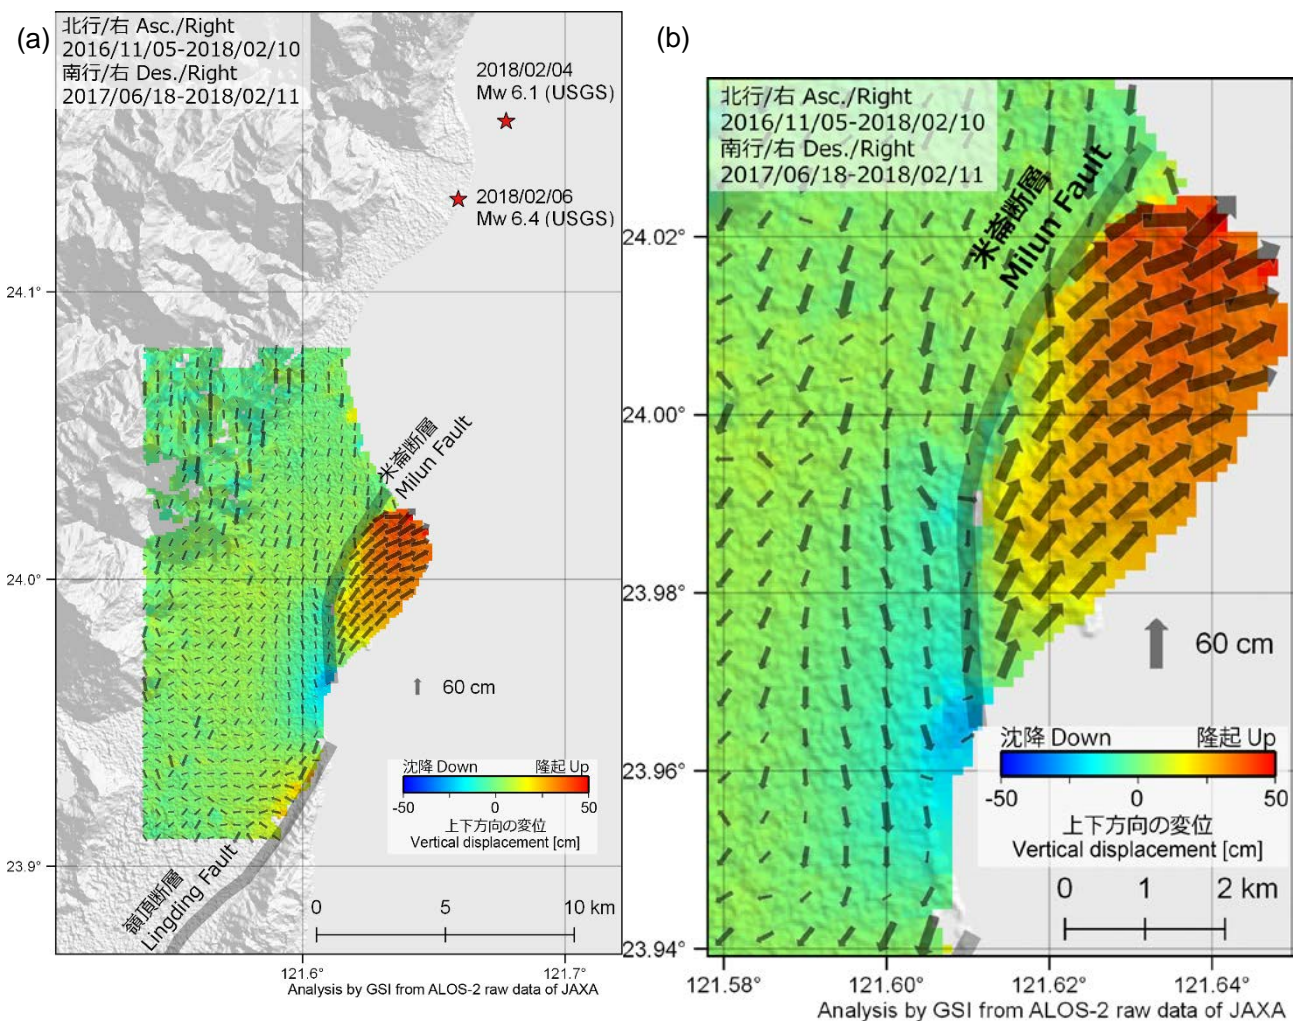 (a)
北行/右 Asc./Right
2016/11/05-2018/02/10
南行/右 Des./Right
2017/06/18-2018/02/11
2018/02/04
Mw 6.1 (USGS)
2018/02/06
Mw 6.4 (USGS)
24.1°
24.0°
23.9°
米崙断層
Milun Fault
60 cm
沈降 Down 隆起 Up
-50 0 50
上下方向の変位
Vertical displacement [cm]
嶺頂断層
Lingding Fault
0 5 10 km
121.6° 121.7°
Analysis by GSI from ALOS-2 raw data of JAXA
(b)
北行/右 Asc./Right
2016/11/05-2018/02/10
南行/右 Des./Right
2017/06/18-2018/02/11
米崙断層
Milun Fault
24.02°
24.00°
23.98°
23.96°
23.94°
60 cm
沈降 Down 隆起 Up
-50 0 50
上下方向の変位
Vertical displacement [cm]
0 1 2 km
121.58° 121.60° 121.62° 121.64°
Analysis by GSI from ALOS-2 raw data of JAXA